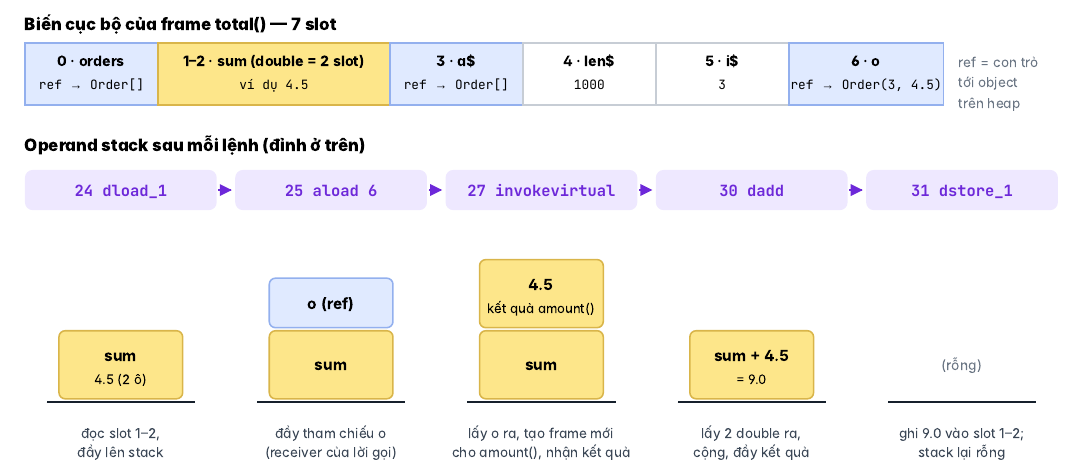 Biến cục bộ của frame total() — 7 slot
0 · orders
ref → Order[]
1–2 · sum (double = 2 slot)
ví dụ 4.5
3 · a$
ref → Order[]
4 · len$
1000
5 · i$
3
6 · o
ref → Order(3, 4.5)
ref = con trỏ
tới object
trên heap
Operand stack sau mỗi lệnh (đỉnh ở trên)
24 dload_1
25 aload 6
27 invokevirtual
30 dadd
31 dstore_1
sum
4.5 (2 ô)
o (ref)
sum
4.5
kết quả amount()
sum
sum + 4.5
= 9.0
(rỗng)
đọc slot 1–2,
đẩy lên stack
đẩy tham chiếu o
(receiver của lời gọi)
lấy o ra, tạo frame mới
cho amount(), nhận kết quả
lấy 2 double ra,
cộng, đẩy kết quả
ghi 9.0 vào slot 1–2;
stack lại rỗng